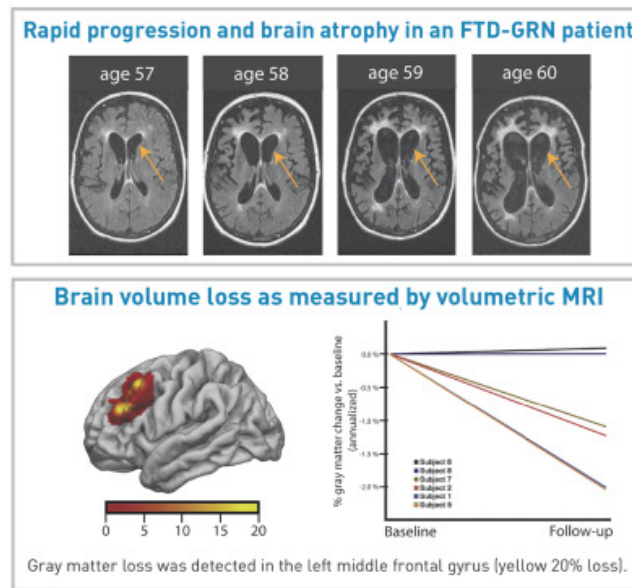 Rapid progression and brain atrophy in an FTD-GRN patient
age 57
age 58
age 59
age 60
Brain volume loss as measured by volumetric MRI
0 5 10 15 20
% gray matter change vs. baseline
(annualized)
0.0 %
-0.5 %
-1.0 %
-1.5 %
-2.0 %
Subject 6
Subject 8
Subject 7
Subject 2
Subject 1
Baseline
Follow-up
Gray matter loss was detected in the left middle frontal gyrus (yellow 20% loss).